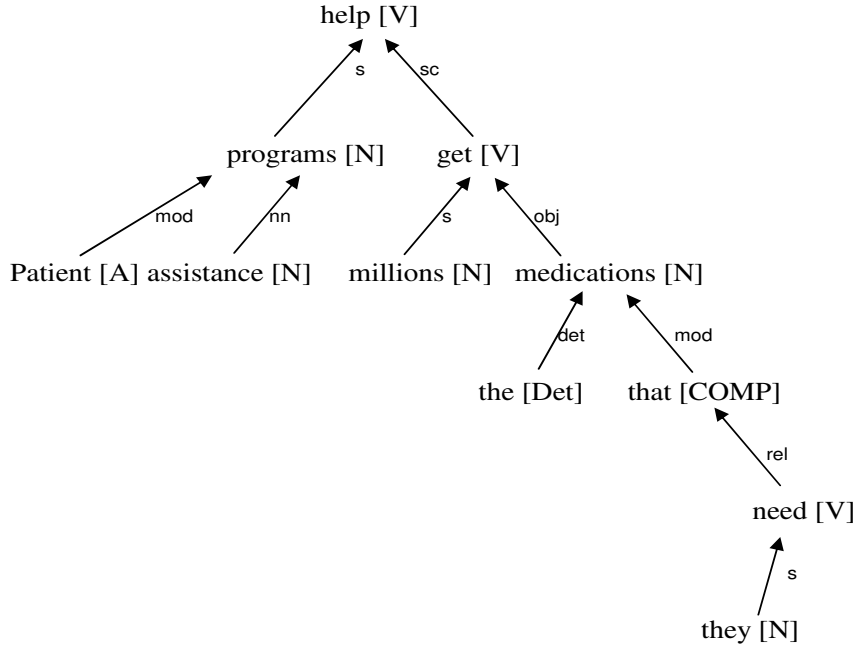 help [V]
s sc
programs [N] get [V]
mod nn s obj
Patient [A] assistance [N] millions [N] medications [N]
det mod
the [Det] that [COMP]
rel
need [V]
s
they [N]